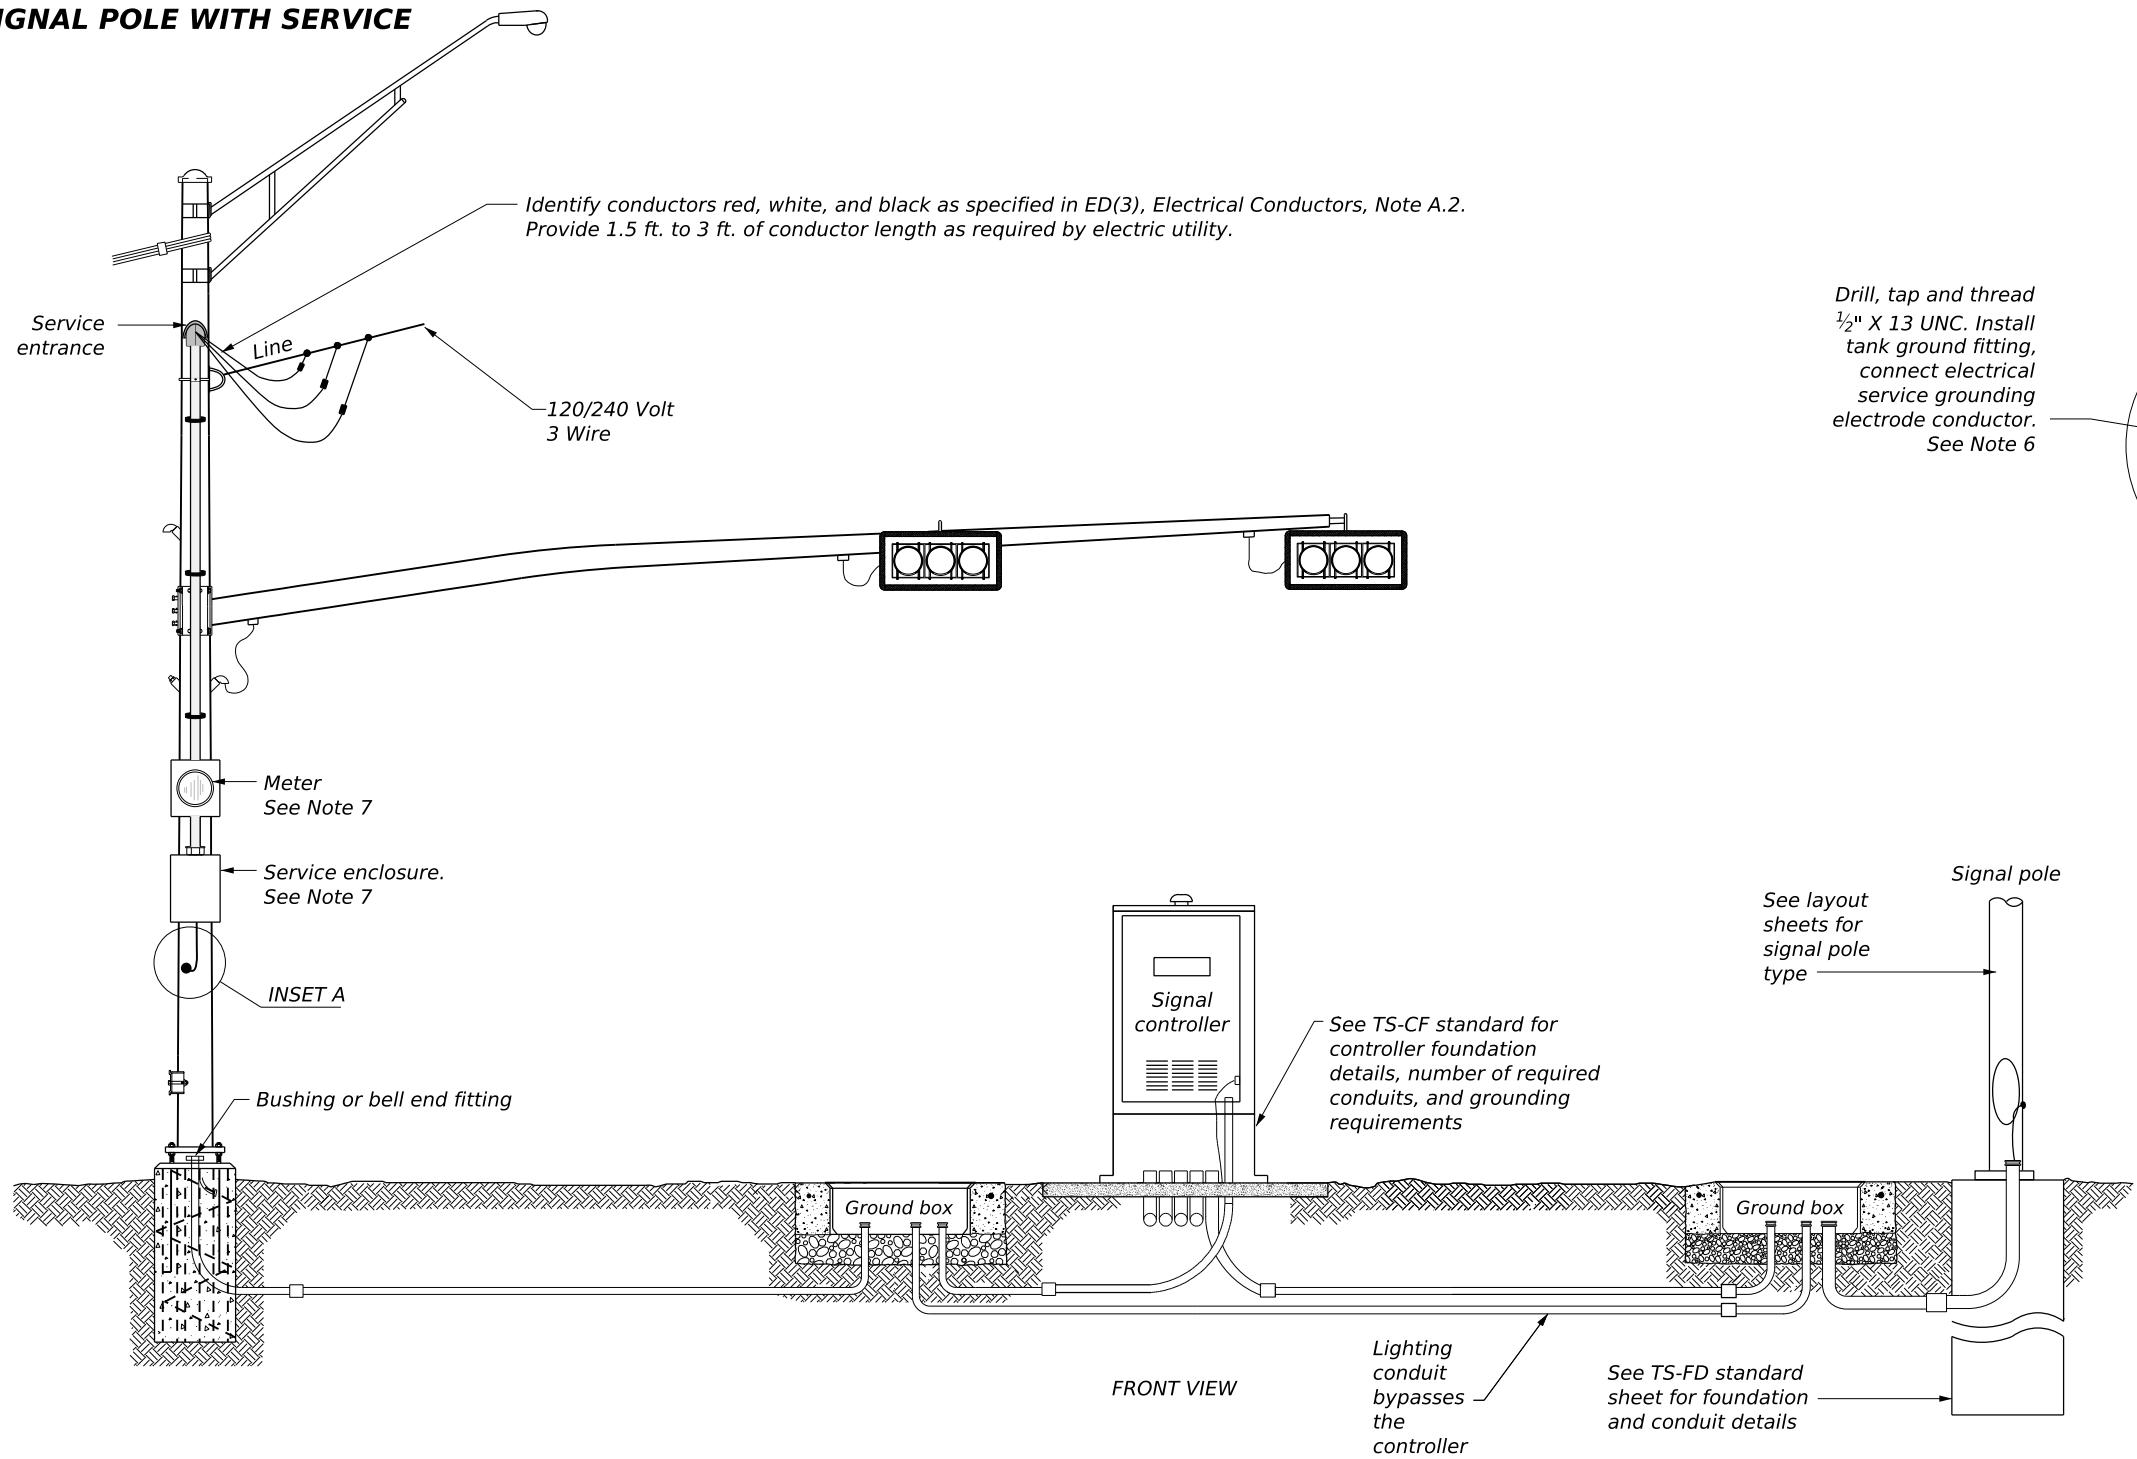 IGNAL POLE WITH SERVICE
Identify conductors red, white, and black as specified in ED(3), Electrical Conductors, Note A.2.
Provide 1.5 ft. to 3 ft. of conductor length as required by electric utility.
Service
entrance
Line
120/240 Volt
3 Wire
Drill, tap and thread
½" X 13 UNC. Install
tank ground fitting,
connect electrical
service grounding
electrode conductor.
See Note 6
Meter
See Note 7
Service enclosure.
See Note 7
INSET A
Bushing or bell end fitting
Signal
controller
See TS-CF standard for
controller foundation
details, number of required
conduits, and grounding
requirements
Signal pole
See layout
sheets for
signal pole
type
Ground box
Ground box
FRONT VIEW
Lighting
conduit
bypasses
the
controller
See TS-FD standard
sheet for foundation
and conduit details